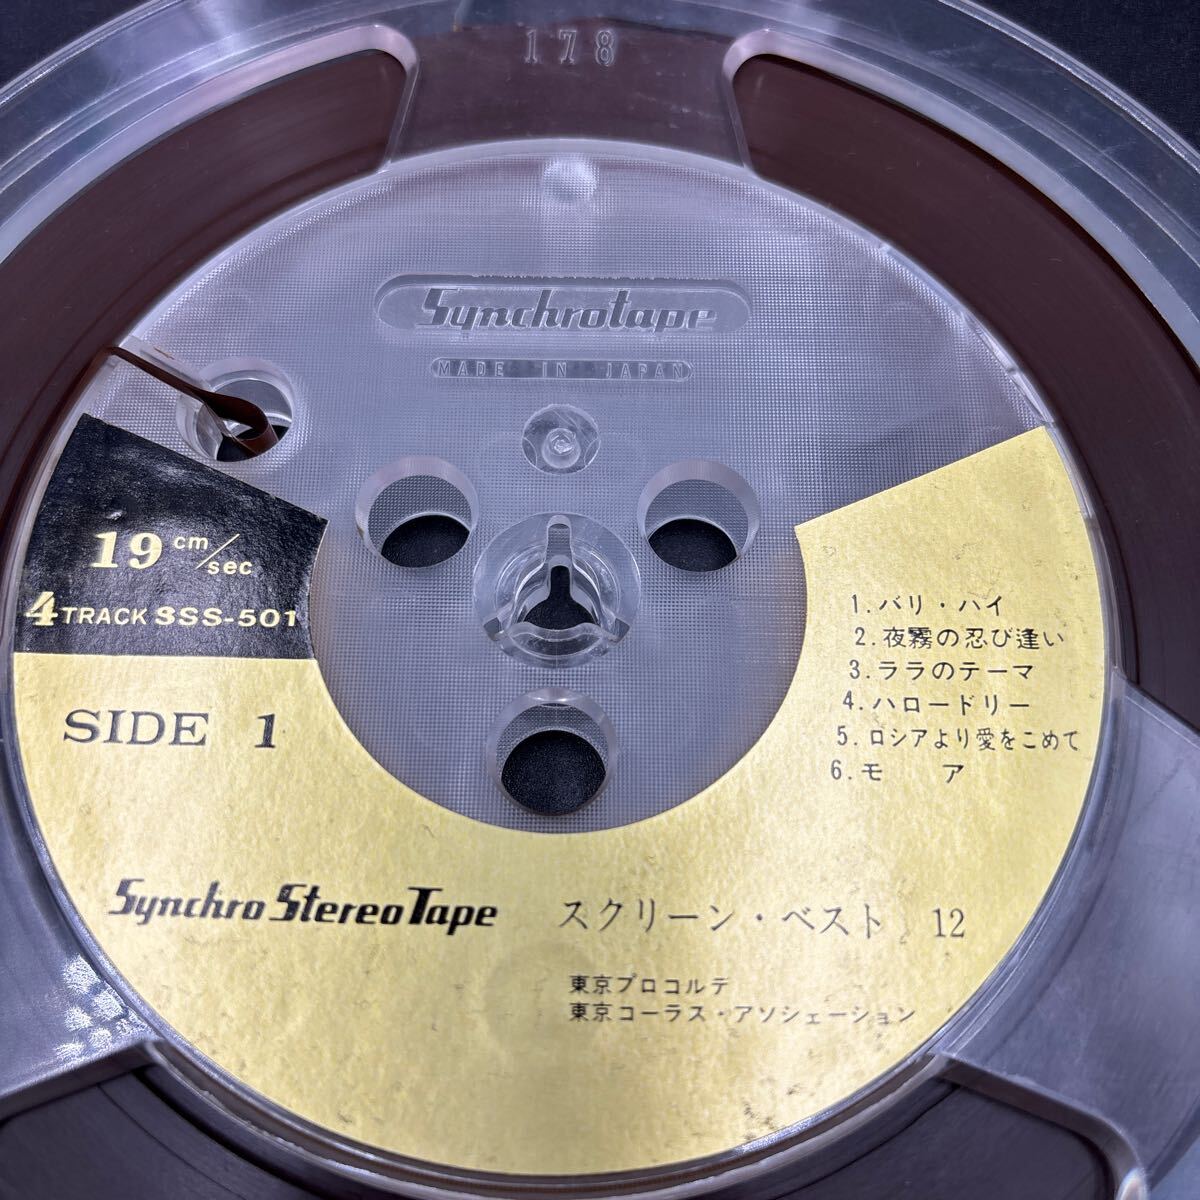 178
Synchrotape
MADE IN JAPAN
19 cm/sec
4 TRACK SSS-501
SIDE 1
1. バリ・ハイ
2. 夜霧の忍び逢い
3. ララのテーマ
4. ハロードリー
5. ロシアより愛をこめて
6. モ ア
Synchro Stereo Tape
スクリーン・ベスト 12
東京プロコルデ
東京コーラス・アソシェーション